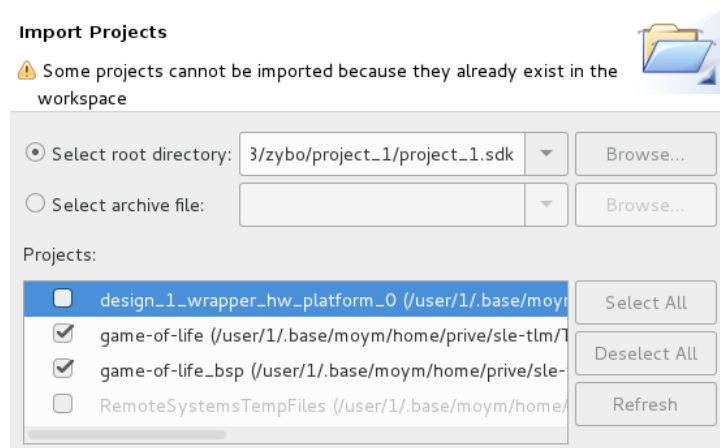 Import Projects
Some projects cannot be imported because they already exist in the
workspace
Select root directory: 3/zybo/project_1/project_1.sdk Browse...
Select archive file: Browse...
Projects:
design_1_wrapper_hw_platform_0 (/user/1/.base/moym Select All
game-of-life (/user/1/.base/moym/home/prive/sle-tlm/T
Deselect All
game-of-life_bsp (/user/1/.base/moym/home/prive/sle-
RemoteSystemsTempFiles (/user/1/.base/moym/home/ Refresh